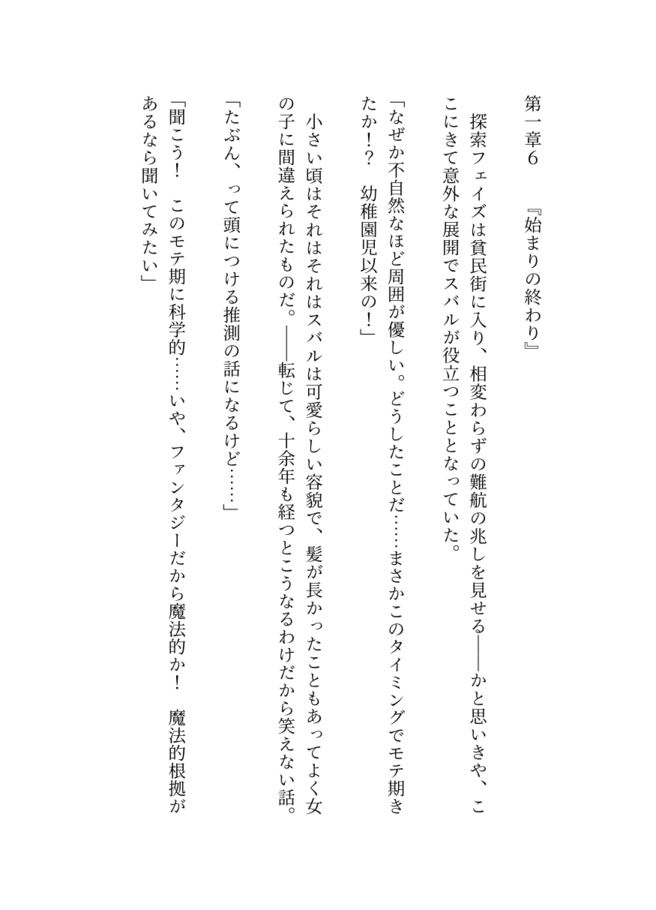 第一章６　　『始まりの終わり』
　探索フェイズは貧民街に入り、相変わらずの難航の兆しを見せる――かと思いきや、こ
こにきて意外な展開でスバルが役立つこととなっていた。
「なぜか不自然なほど周囲が優しい。どうしたことだ……まさかこのタイミングでモテ期き
たか！？　幼稚園児以来の！」
　小さい頃はそれはそれはスバルは可愛らしい容貌で、髪が長かったこともあってよく女
の子に間違えられたものだ。――転じて、十余年も経つとこうなるわけだから笑えない話。
「たぶん、って頭につける推測の話になるけど……」
「聞こう！　このモテ期に科学的……いや、ファンタジーだから魔法的か！　魔法的根拠が
あるなら聞いてみたい」